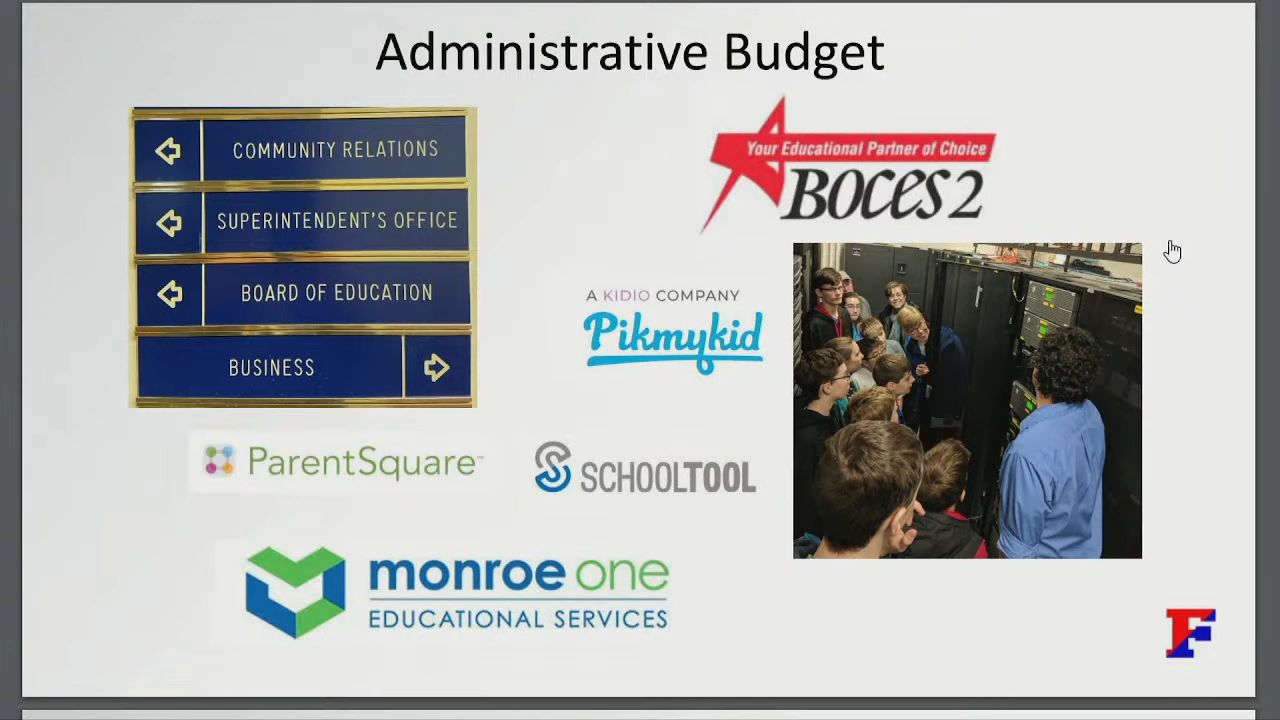 Administrative Budget
COMMUNITY RELATIONS
SUPERINTENDENT'S OFFICE
BOARD OF EDUCATION
BUSINESS
Your Educational Partner of Choice
BOCES 2
A KIDIO COMPANY
Pikmykid
ParentSquare™
SCHOOLTOOL
monroe one
EDUCATIONAL SERVICES
F